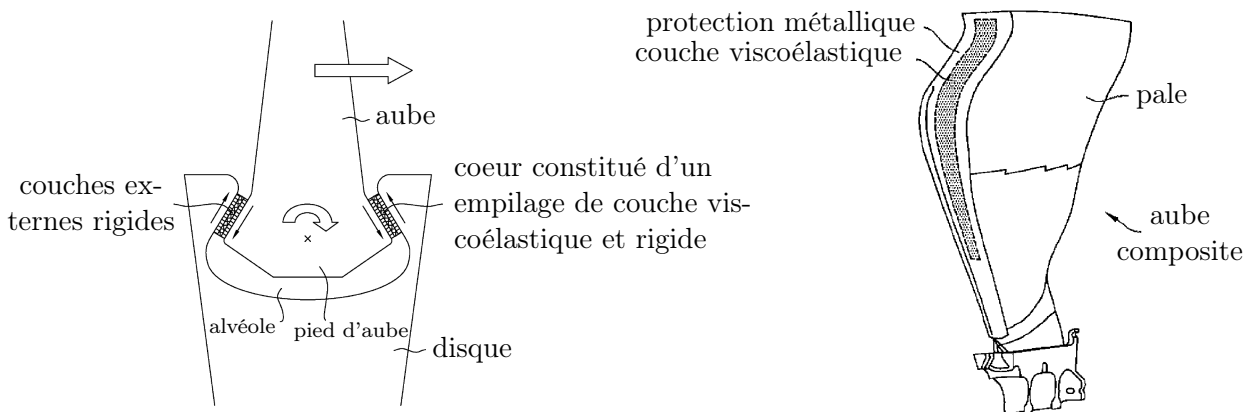 aube
couches ex-
ternes rigides
coeur constitué d'un
empilage de couche vis-
coélastique et rigide
alvéole
pied d'aube
disque
protection métallique
couche viscoélastique
pale
aube
composite